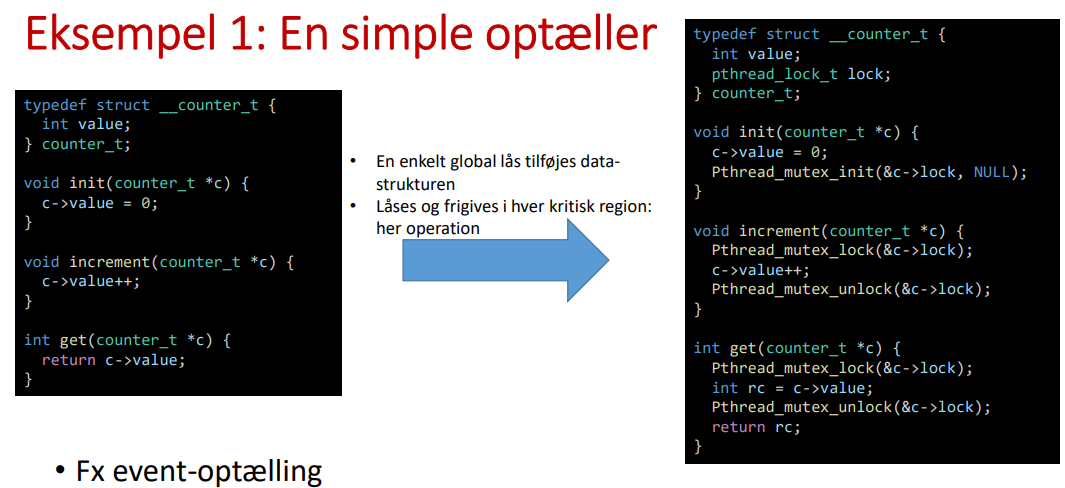 Eksempel 1: En simple optæller
typedef struct __counter_t {
  int value;
} counter_t;
void init(counter_t *c) {
  c->value = 0;
}
void increment(counter_t *c) {
  c->value++;
}
int get(counter_t *c) {
  return c->value;
}
• En enkelt global lås tilføjes data-
strukturen
• Låses og frigives i hver kritisk region:
her operation
typedef struct __counter_t {
  int value;
  pthread_lock_t lock;
} counter_t;
void init(counter_t *c) {
  c->value = 0;
  Pthread_mutex_init(&c->lock, NULL);
}
void increment(counter_t *c) {
  Pthread_mutex_lock(&c->lock);
  c->value++;
  Pthread_mutex_unlock(&c->lock);
}
int get(counter_t *c) {
  Pthread_mutex_lock(&c->lock);
  int rc = c->value;
  Pthread_mutex_unlock(&c->lock);
  return rc;
}
• Fx event-optælling